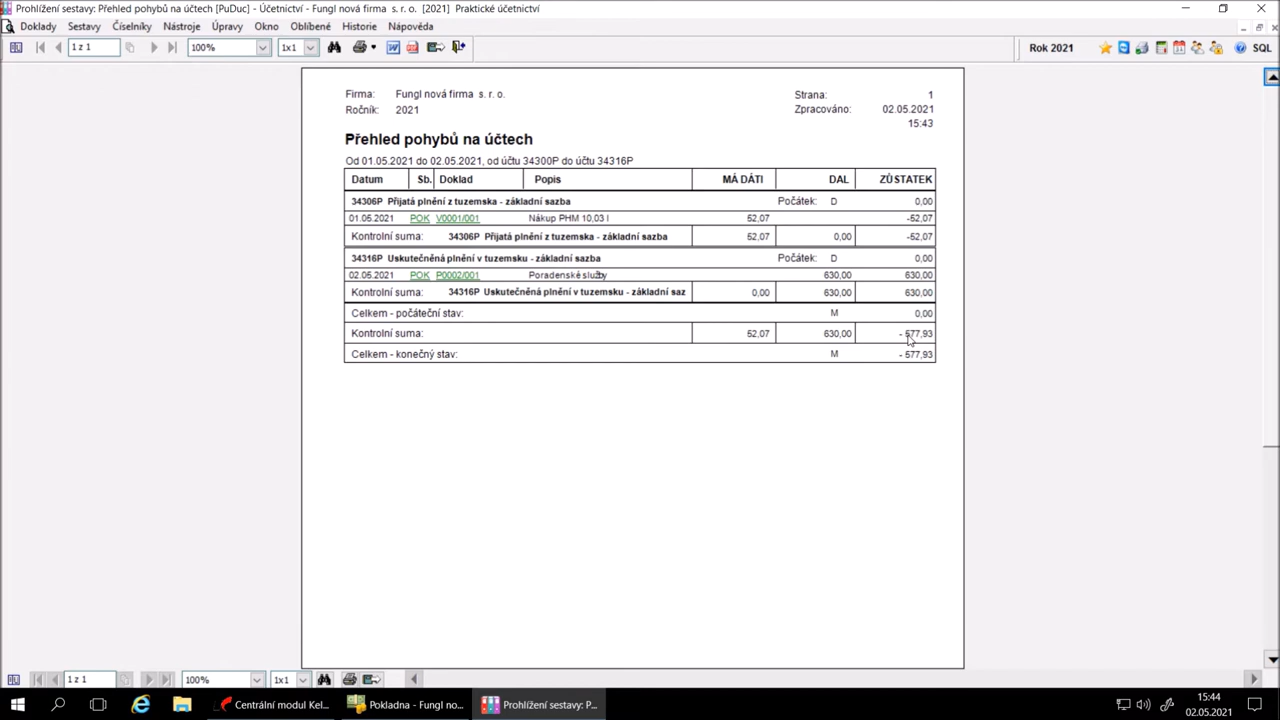 Prohlížení sestavy: Přehled pohybů na účtech [PuDuc] - Účetnictví - Fungl nová firma s. r. o. [2021] Praktické účetnictví
Doklady Sestavy Číselníky Nástroje Úpravy Okno Oblíbené Historie Nápověda
1 z 1 100% 1x1 Rok 2021 SQL
Firma: Fungl nová firma s. r. o. Strana: 1
Ročník: 2021 Zpracováno: 02.05.2021
15:43
Přehled pohybů na účtech
Od 01.05.2021 do 02.05.2021, od účtu 34300P do účtu 34316P
Datum Sb. Doklad Popis MÁ DÁTI DAL ZŮSTATEK
34306P Přijatá plnění z tuzemska - základní sazba Počátek: D 0,00
01.05.2021 POK V0001/001 Nákup PHM 10,03 l 52,07 -52,07
Kontrolní suma: 34306P Přijatá plnění z tuzemska - základní sazba 52,07 0,00 -52,07
34316P Uskutečněná plnění v tuzemsku - základní sazba Počátek: D 0,00
02.05.2021 POK P0002/001 Poradenské služby 630,00 630,00
Kontrolní suma: 34316P Uskutečněná plnění v tuzemsku - základní saz 0,00 630,00 630,00
Celkem - počáteční stav: M 0,00
Kontrolní suma: 52,07 630,00 - 577,93
Celkem - konečný stav: M - 577,93
1 z 1 100% 1x1
Centrální modul Kel... Pokladna - Fungl no... Prohlížení sestavy: P... 15:44
02.05.2021